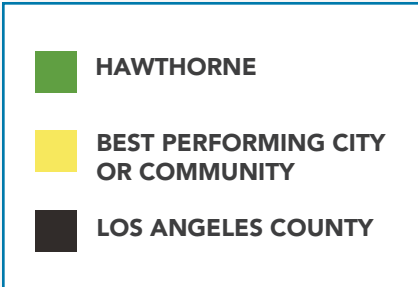 HAWTHORNE
BEST PERFORMING CITY
OR COMMUNITY
LOS ANGELES COUNTY